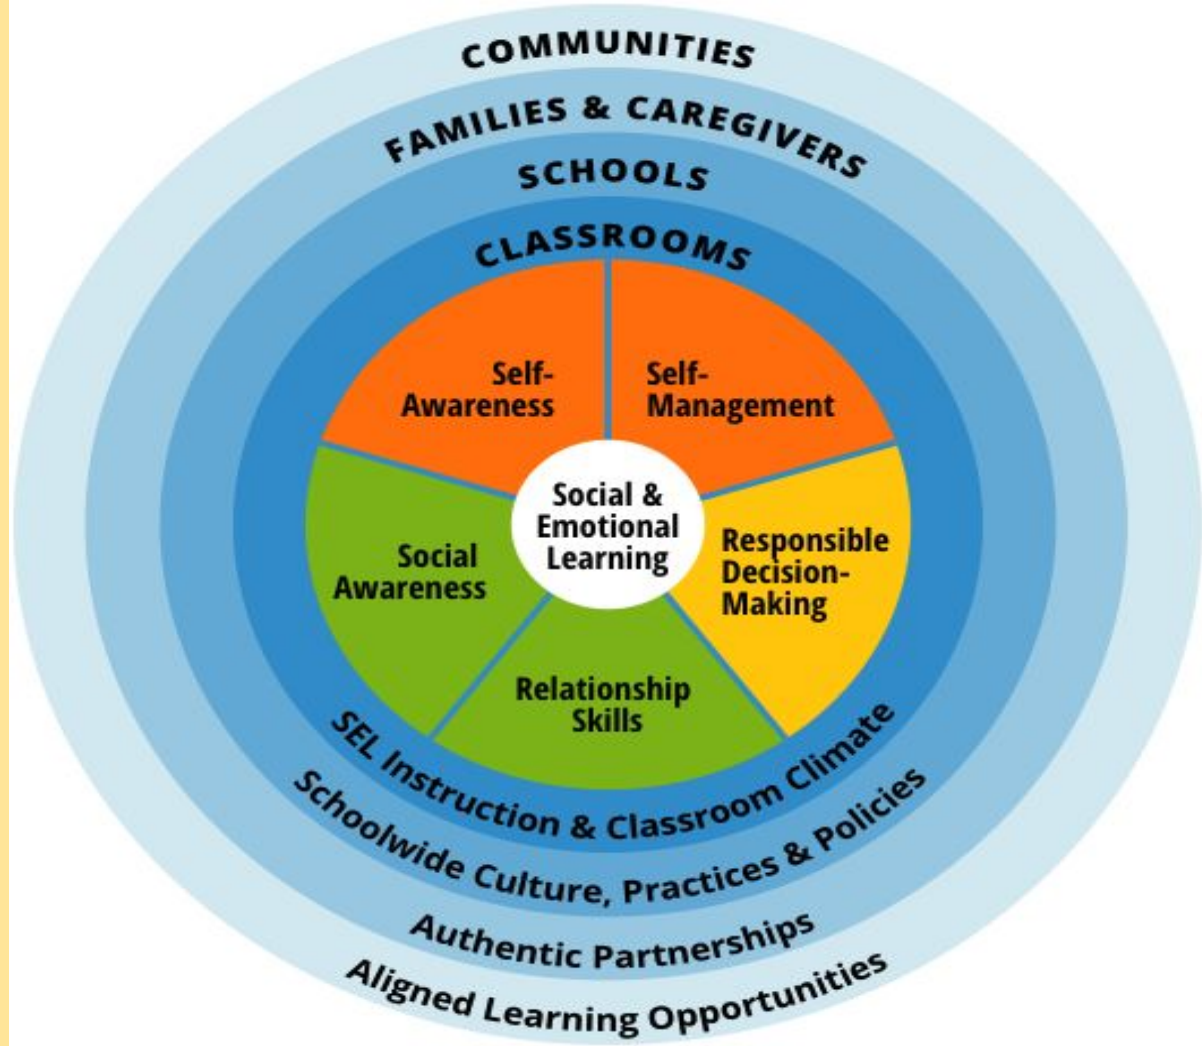 COMMUNITIES
FAMILIES & CAREGIVERS
SCHOOLS
CLASSROOMS
Self-
Awareness
Self-
Management
Social &
Emotional
Learning
Social
Awareness
Responsible
Decision-
Making
Relationship
Skills
SEL Instruction & Classroom Climate
Schoolwide Culture, Practices & Policies
Authentic Partnerships
Aligned Learning Opportunities